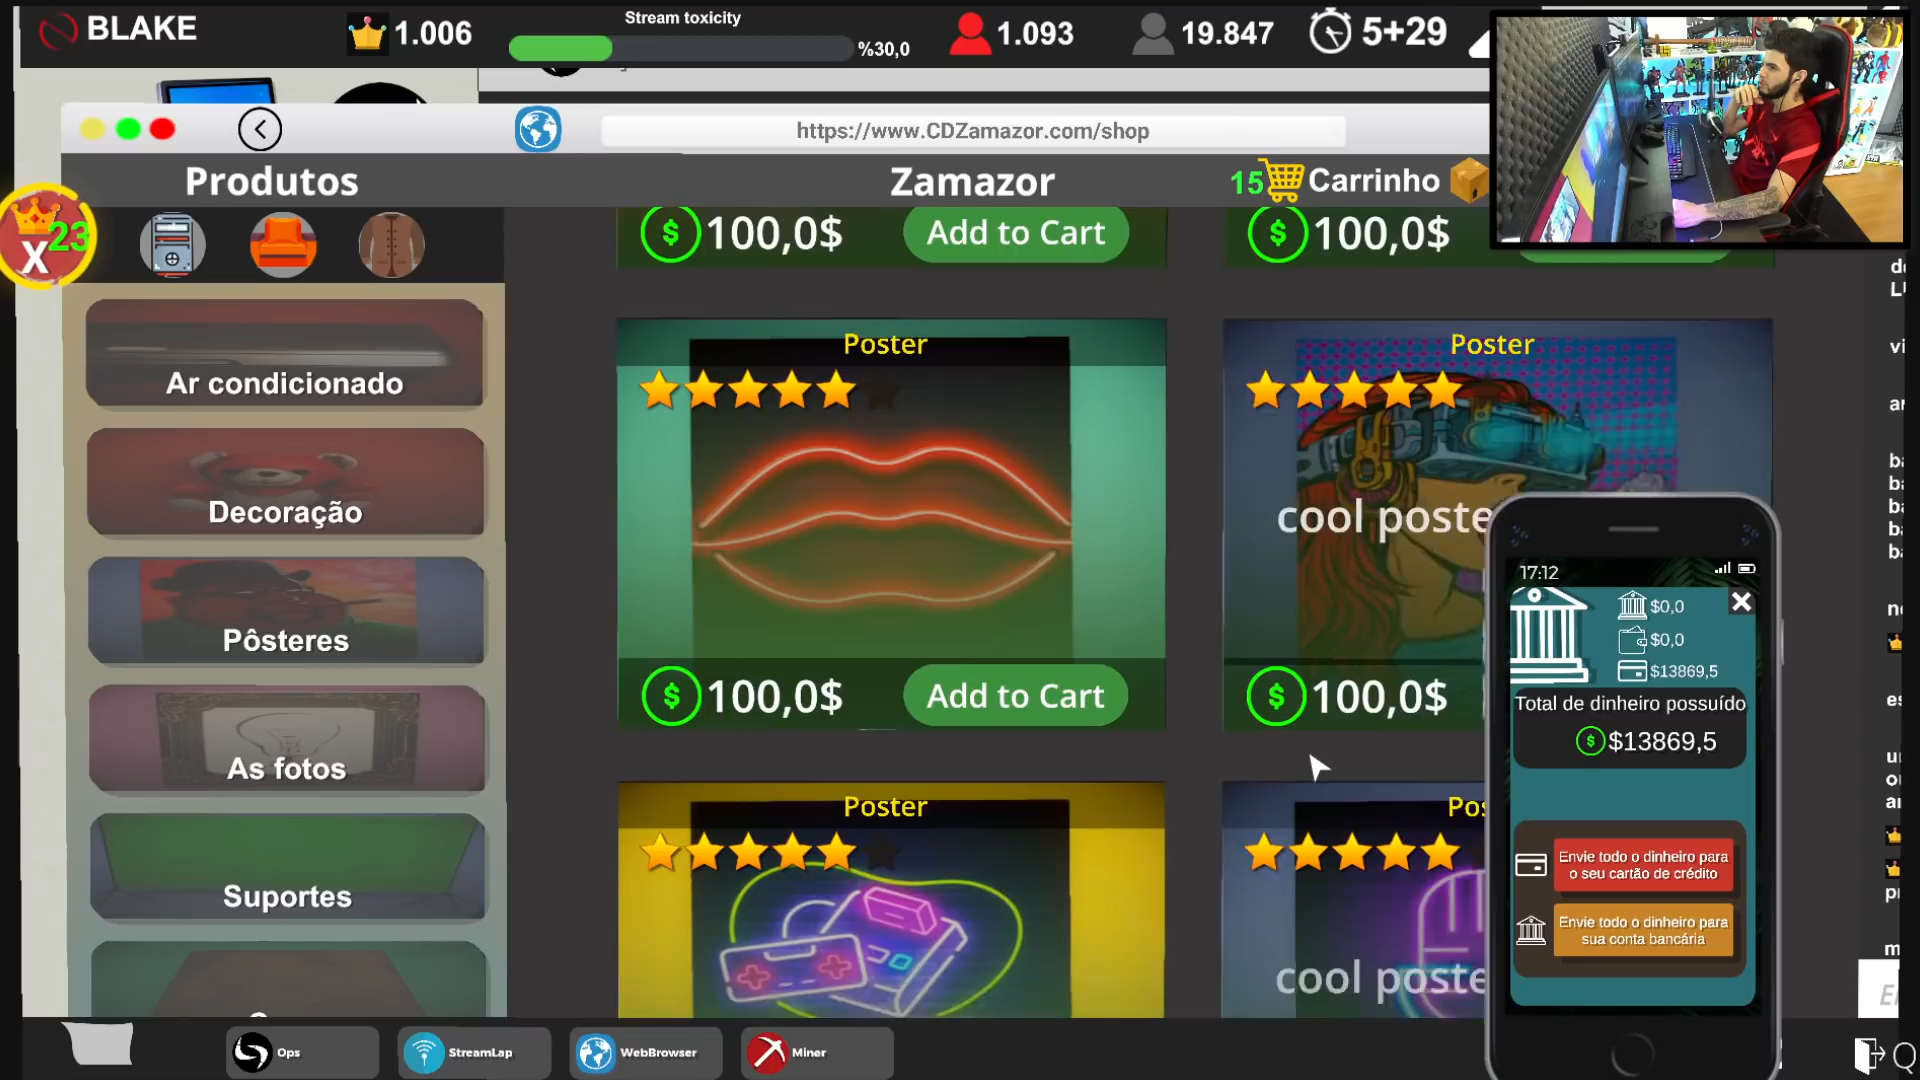 BLAKE
1.006
Stream toxicity
%30,0
1.093
19.847
5+29
https://www.CDZamazor.com/shop
Produtos
Zamazor
15 Carrinho
X 23
100,0$ Add to Cart
100,0$
Ar condicionado
Decoração
Pôsteres
As fotos
Suportes
Poster
100,0$ Add to Cart
Poster
cool poste
100,0$
Poster
Pos
cool poste
17:12
$0,0
$0,0
$13869,5
Total de dinheiro possuído
$13869,5
Envie todo o dinheiro para
o seu cartão de crédito
Envie todo o dinheiro para
sua conta bancária
Ops
StreamLap
WebBrowser
Miner
Q